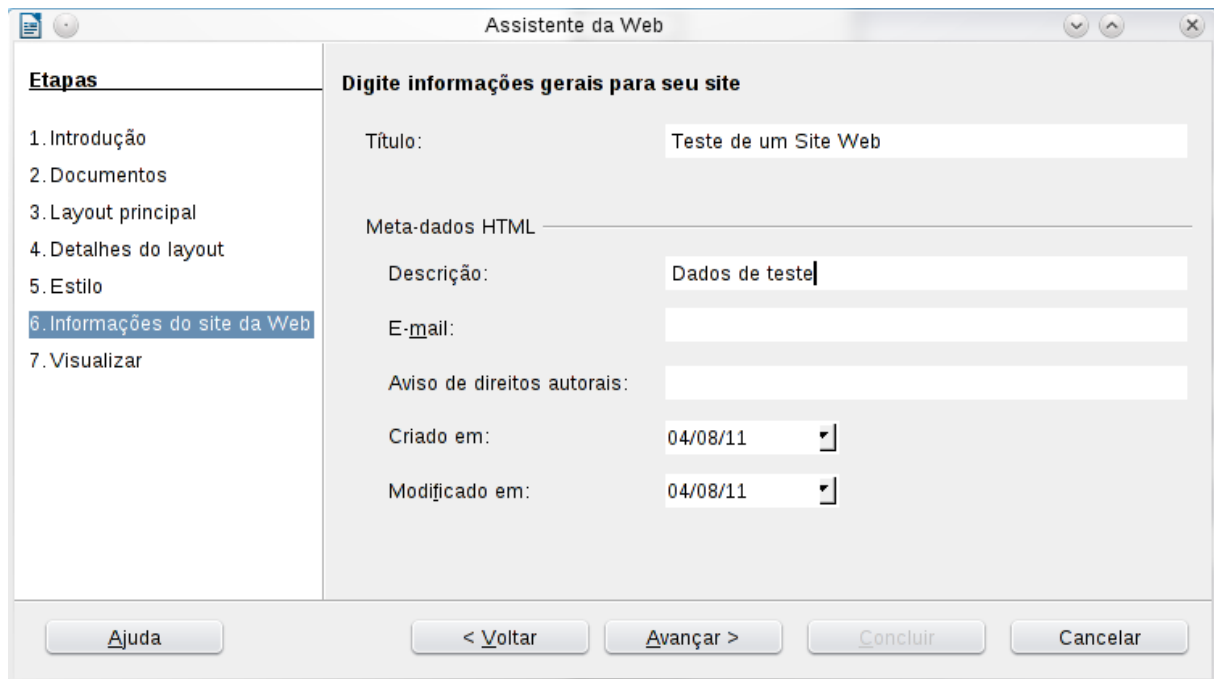 Assistente da Web
Etapas
1. Introdução
2. Documentos
3. Layout principal
4. Detalhes do layout
5. Estilo
6. Informações do site da Web
7. Visualizar
Digite informações gerais para seu site
Título: Teste de um Site Web
Meta-dados HTML
Descrição: Dados de teste
E-mail:
Aviso de direitos autorais:
Criado em: 04/08/11
Modificado em: 04/08/11
Ajuda < Voltar Avançar > Concluir Cancelar